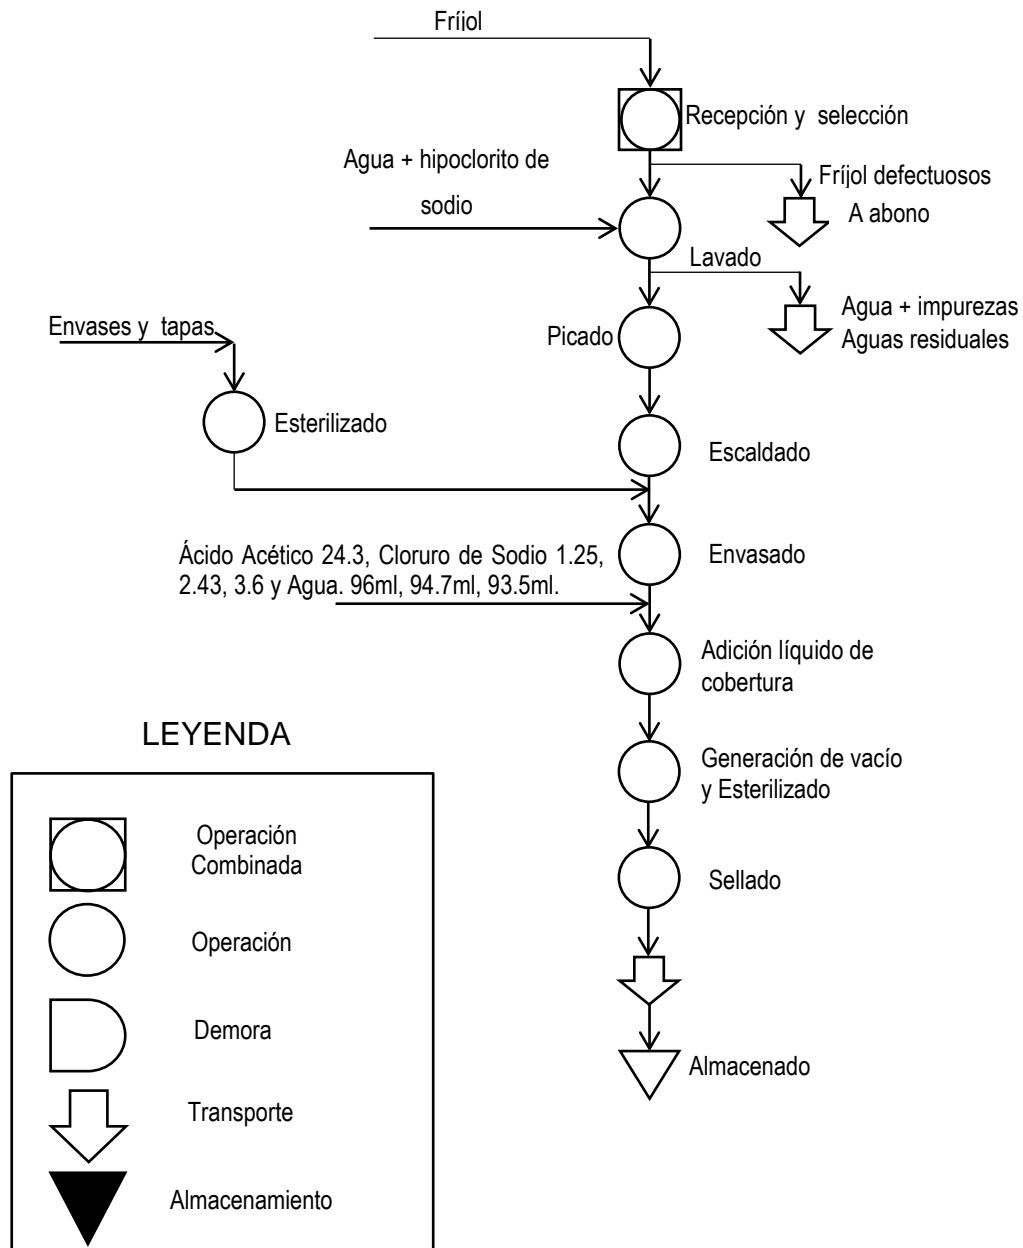 Fríjol
Recepción y selección
Agua + hipoclorito de
sodio
Fríjol defectuosos
A abono
Lavado
Agua + impurezas
Aguas residuales
Envases y tapas
Picado
Esterilizado
Escaldado
Ácido Acético 24.3, Cloruro de Sodio 1.25,
2.43, 3.6 y Agua. 96ml, 94.7ml, 93.5ml.
Envasado
Adición líquido de
cobertura
Generación de vacío
y Esterilizado
Sellado
Almacenado
LEYENDA
Operación
Combinada
Operación
Demora
Transporte
Almacenamiento